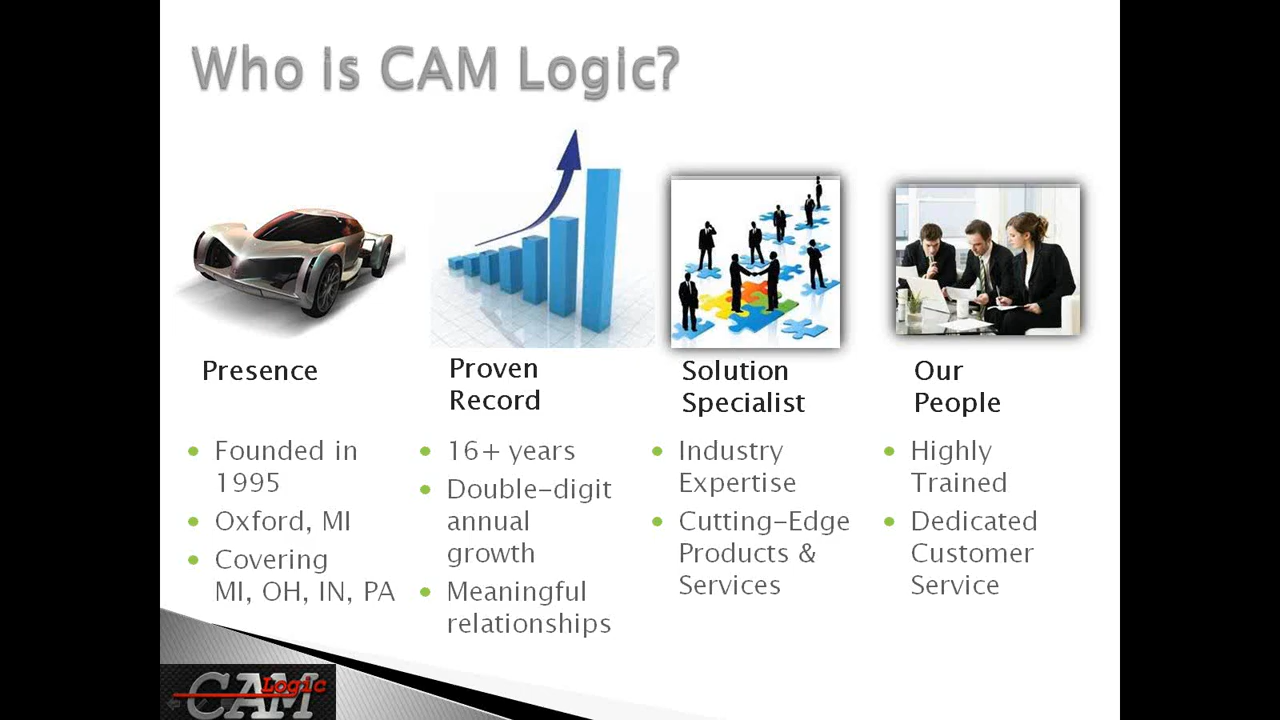 Who is CAM Logic?
Presence
Founded in
1995
Oxford, MI
Covering
MI, OH, IN, PA
Proven
Record
16+ years
Double-digit
annual
growth
Meaningful
relationships
Solution
Specialist
Industry
Expertise
Cutting-Edge
Products &
Services
Our
People
Highly
Trained
Dedicated
Customer
Service
CAM Logic